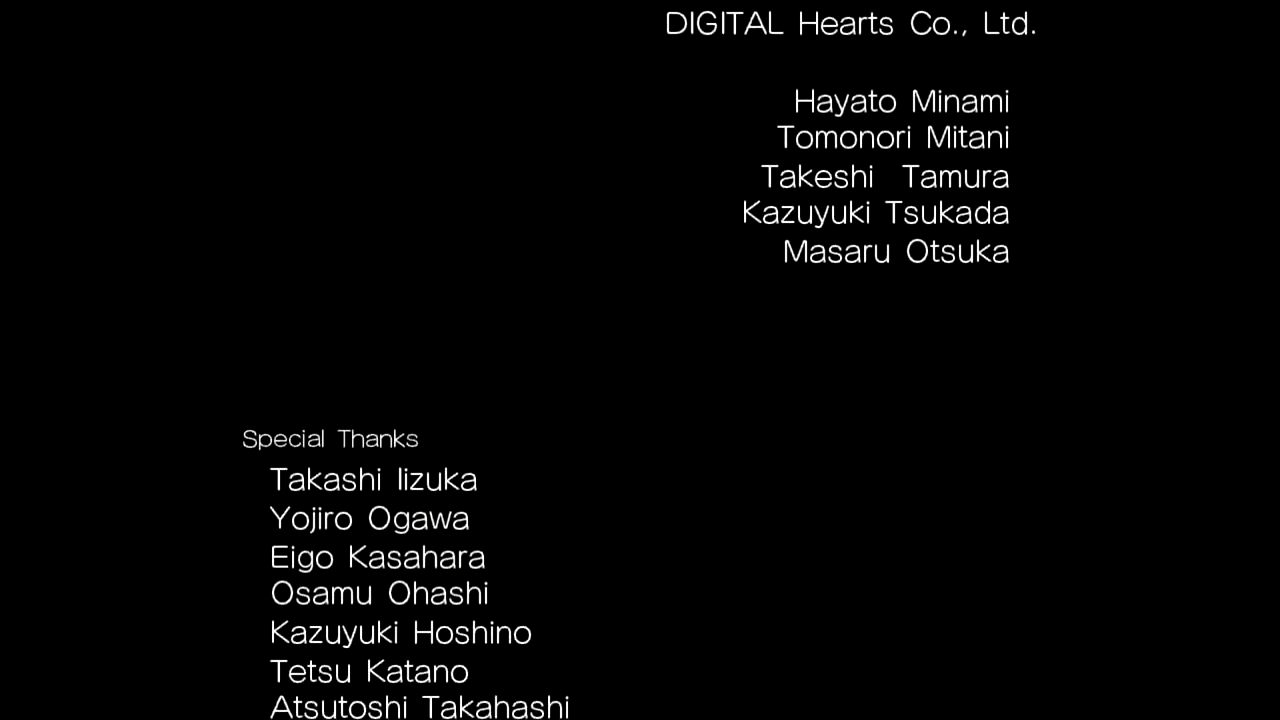 DIGITAL Hearts Co., Ltd.
Hayato Minami
Tomonori Mitani
Takeshi Tamura
Kazuyuki Tsukada
Masaru Otsuka
Special Thanks
Takashi Iizuka
Yojiro Ogawa
Eigo Kasahara
Osamu Ohashi
Kazuyuki Hoshino
Tetsu Katano
Atsutoshi Takahashi